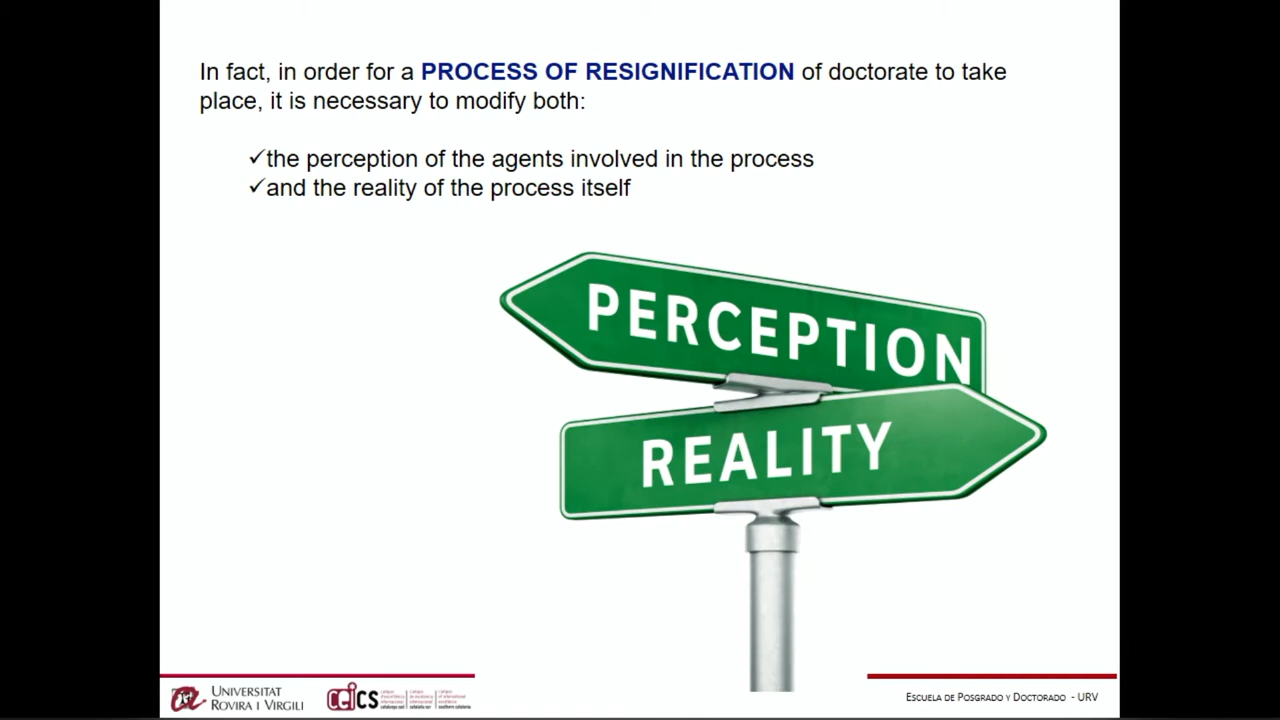 In fact, in order for a PROCESS OF RESIGNIFICATION of doctorate to take
place, it is necessary to modify both:
✓the perception of the agents involved in the process
✓and the reality of the process itself
PERCEPTION
REALITY
UNIVERSITAT
ROVIRA I VIRGILI
CEICS
ESCUELA DE POSGRADO Y DOCTORADO - URV